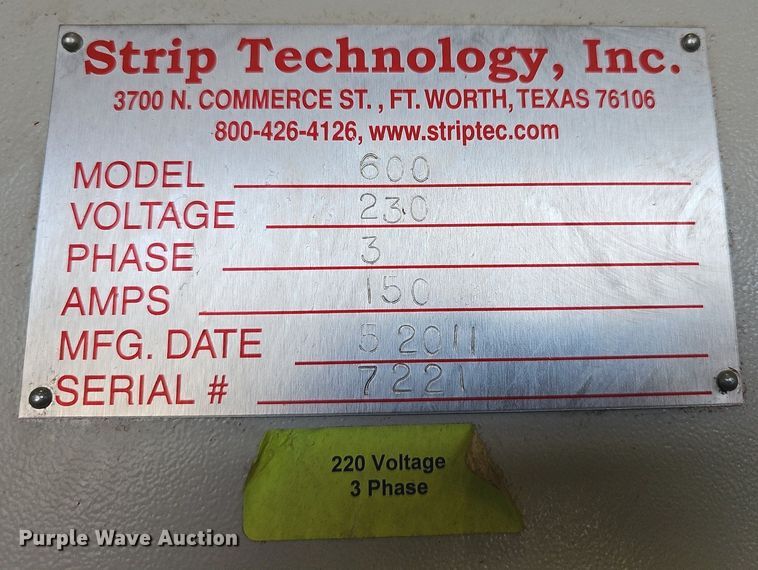 Strip Technology, Inc.
3700 N. COMMERCE ST. , FT. WORTH, TEXAS 76106
800-426-4126, www.striptec.com
MODEL 600
VOLTAGE 230
PHASE 3
AMPS 150
MFG. DATE 5 2011
SERIAL # 7221
220 Voltage
3 Phase
Purple Wave Auction